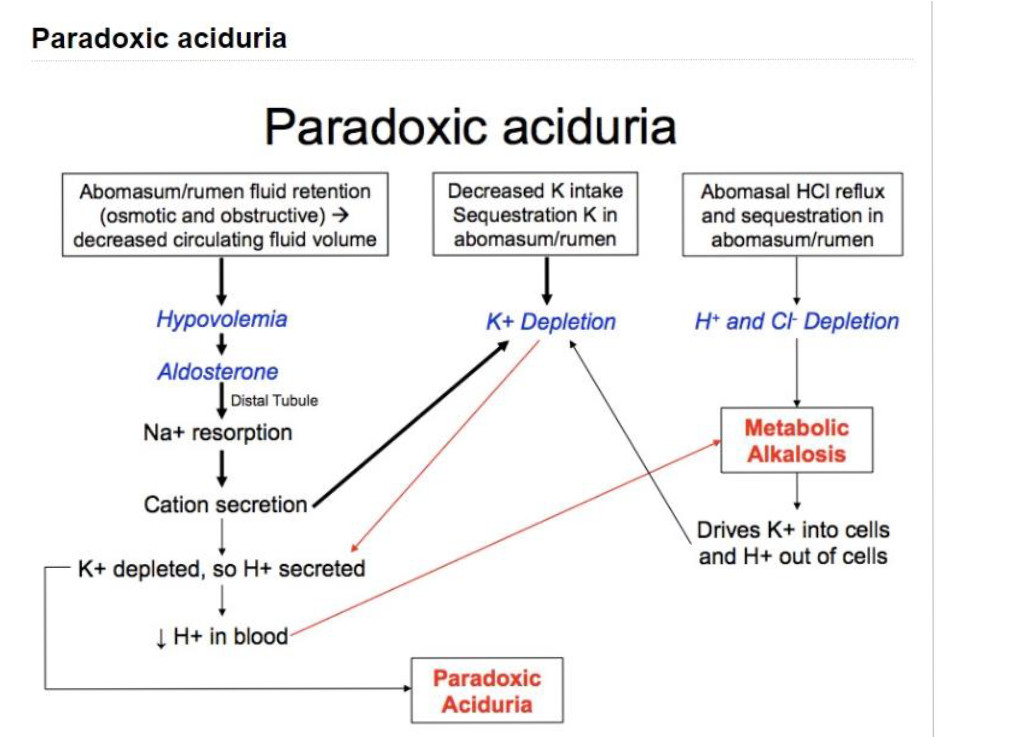 Paradoxic aciduria
Paradoxic aciduria
Abomasum/rumen fluid retention
(osmotic and obstructive) →
decreased circulating fluid volume
Decreased K intake
Sequestration K in
abomasum/rumen
Abomasal HCl reflux
and sequestration in
abomasum/rumen
Hypovolemia
K+ Depletion
H⁺ and Cl⁻ Depletion
Aldosterone
Distal Tubule
Na+ resorption
Metabolic
Alkalosis
Cation secretion
Drives K+ into cells
and H+ out of cells
K+ depleted, so H+ secreted
↓ H+ in blood
Paradoxic
Aciduria